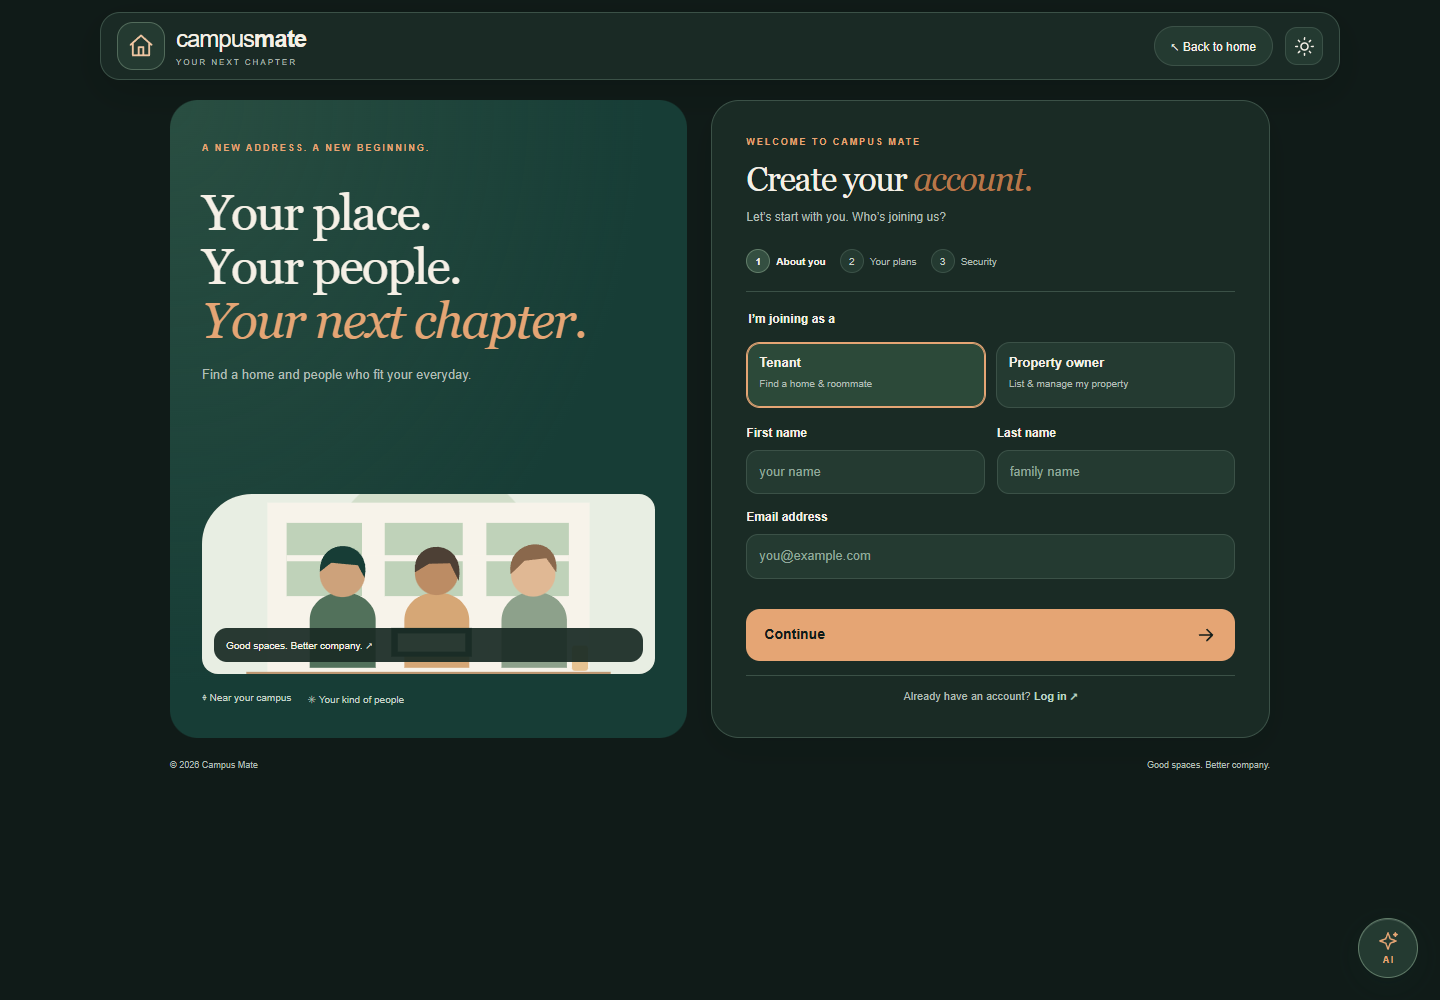 campusmate
YOUR NEXT CHAPTER
↖ Back to home
A NEW ADDRESS. A NEW BEGINNING.
Your place.
Your people.
Your next chapter.
Find a home and people who fit your everyday.
Good spaces. Better company. ↗
⌖ Near your campus
✳ Your kind of people
WELCOME TO CAMPUS MATE
Create your account.
Let's start with you. Who's joining us?
1 About you 2 Your plans 3 Security
I'm joining as a
Tenant
Find a home & roommate
Property owner
List & manage my property
First name
your name
Last name
family name
Email address
you@example.com
Continue →
Already have an account? Log in ↗
© 2026 Campus Mate
Good spaces. Better company.
AI